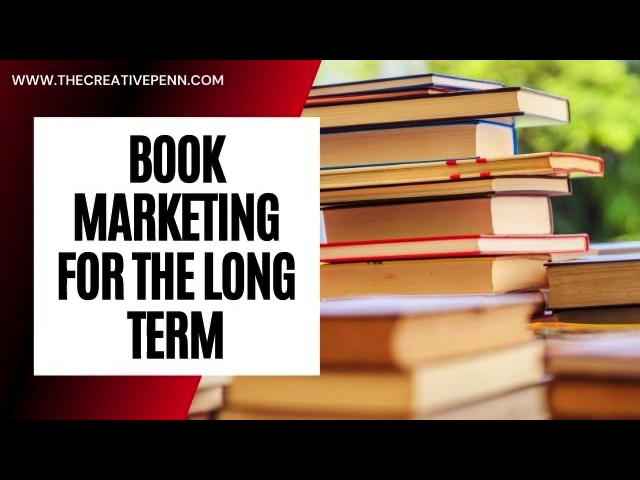 WWW.THECREATIVEPENN.COM
BOOK
MARKETING
FOR THE LONG
TERM